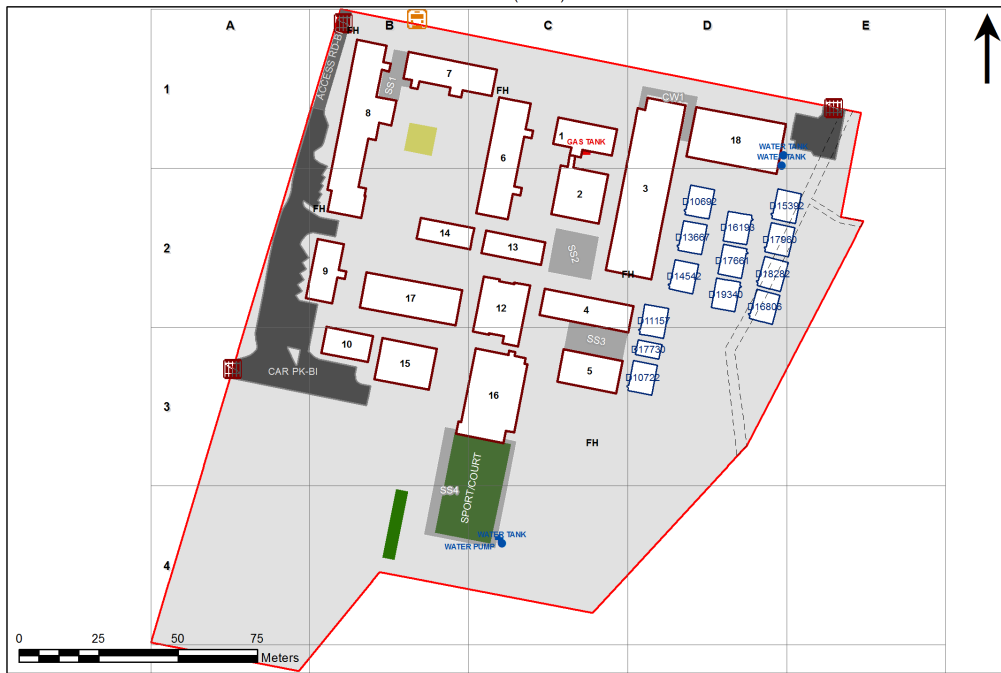 A
B
C
D
E
1
2
3
4
FH
ACCESS RD-BI
SS1
7
8
FH
CW1
1
GAS TANK
18
WATER TANK
WATER TANK
6
2
3
FH
14
13
SS2
D10692
D15392
D16193
D13667
D17960
D17661
D14542
D18282
D19340
D16806
FH
9
17
12
4
D11157
SS3
D17730
10
15
5
D10722
CAR PK-BI
16
FH
SS4
SPORT/COURT
WATER TANK
WATER PUMP
0 25 50 75
Meters